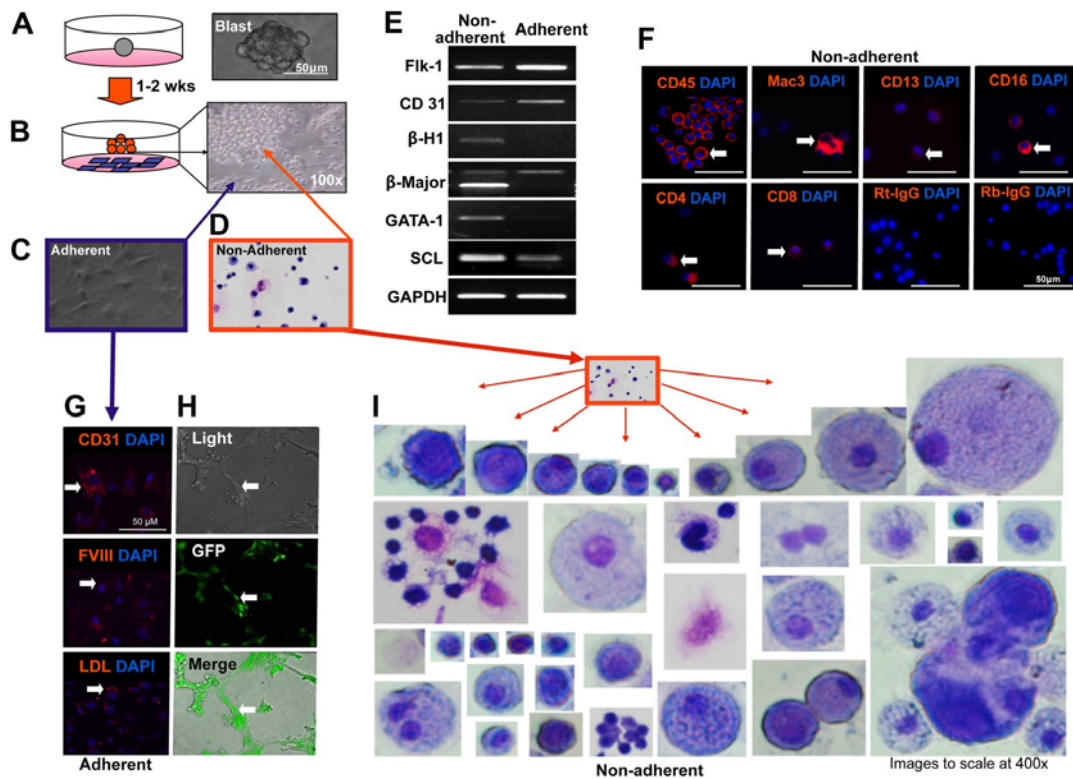 A
Blast
50µm
1-2 wks
B
100x
C
Adherent
D
Non-Adherent
E
Non-
adherent
Adherent
Flk-1
CD 31
β-H1
β-Major
GATA-1
SCL
GAPDH
F
Non-adherent
CD45 DAPI
Mac3 DAPI
CD13 DAPI
CD16 DAPI
CD4 DAPI
CD8 DAPI
Rt-IgG DAPI
Rb-IgG DAPI
50µm
G
CD31 DAPI
50 µM
FVIII DAPI
LDL DAPI
Adherent
H
Light
GFP
Merge
I
Non-adherent
Images to scale at 400x